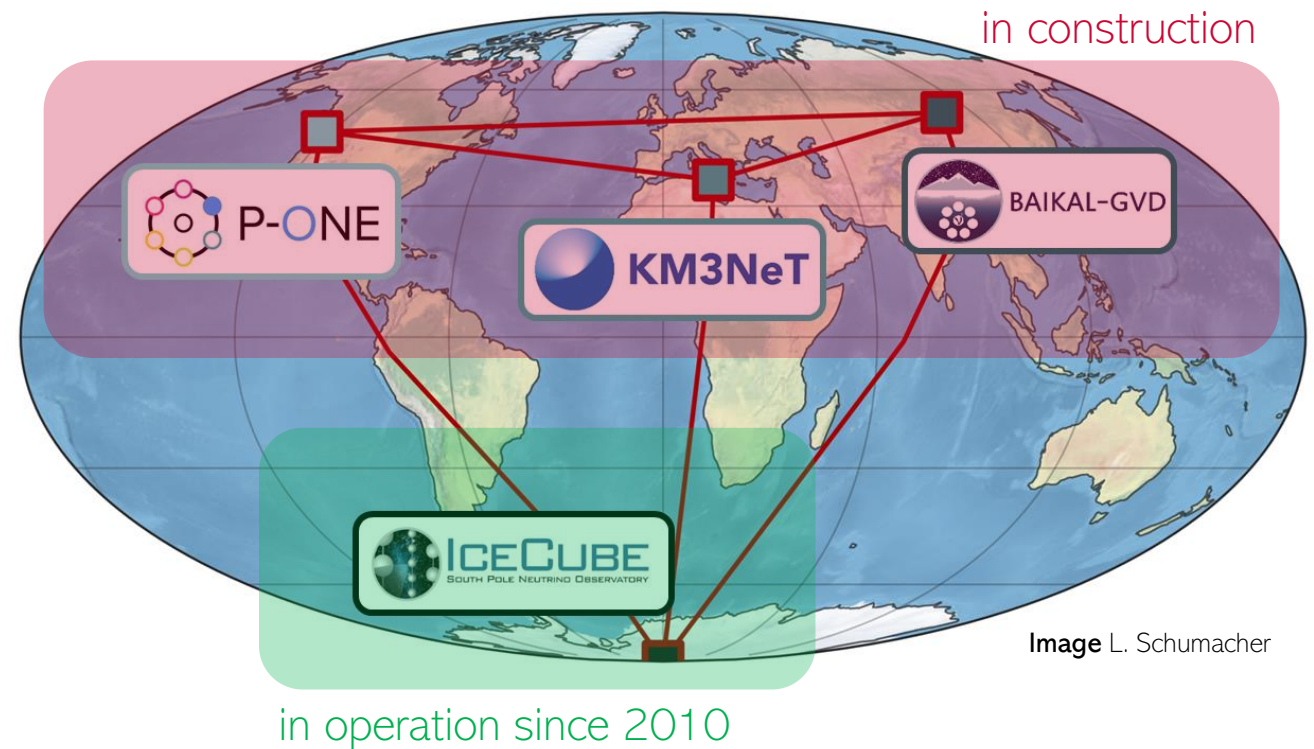 in construction
P-ONE
KM3NeT
BAIKAL-GVD
ICECUBE
SOUTH POLE NEUTRINO OBSERVATORY
Image L. Schumacher
in operation since 2010